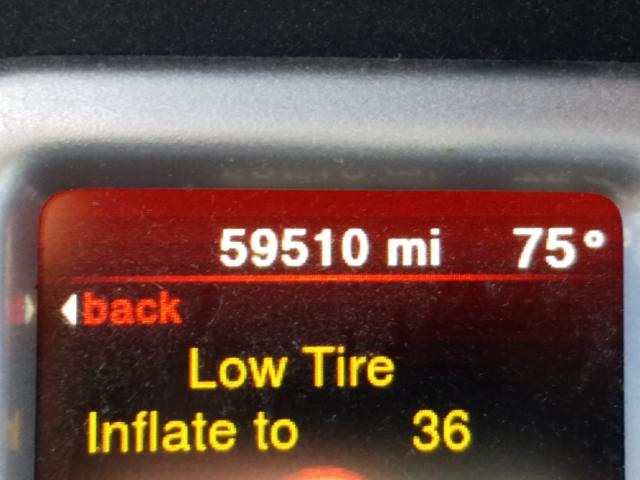 59510 mi 75°
back
Low Tire
Inflate to 36